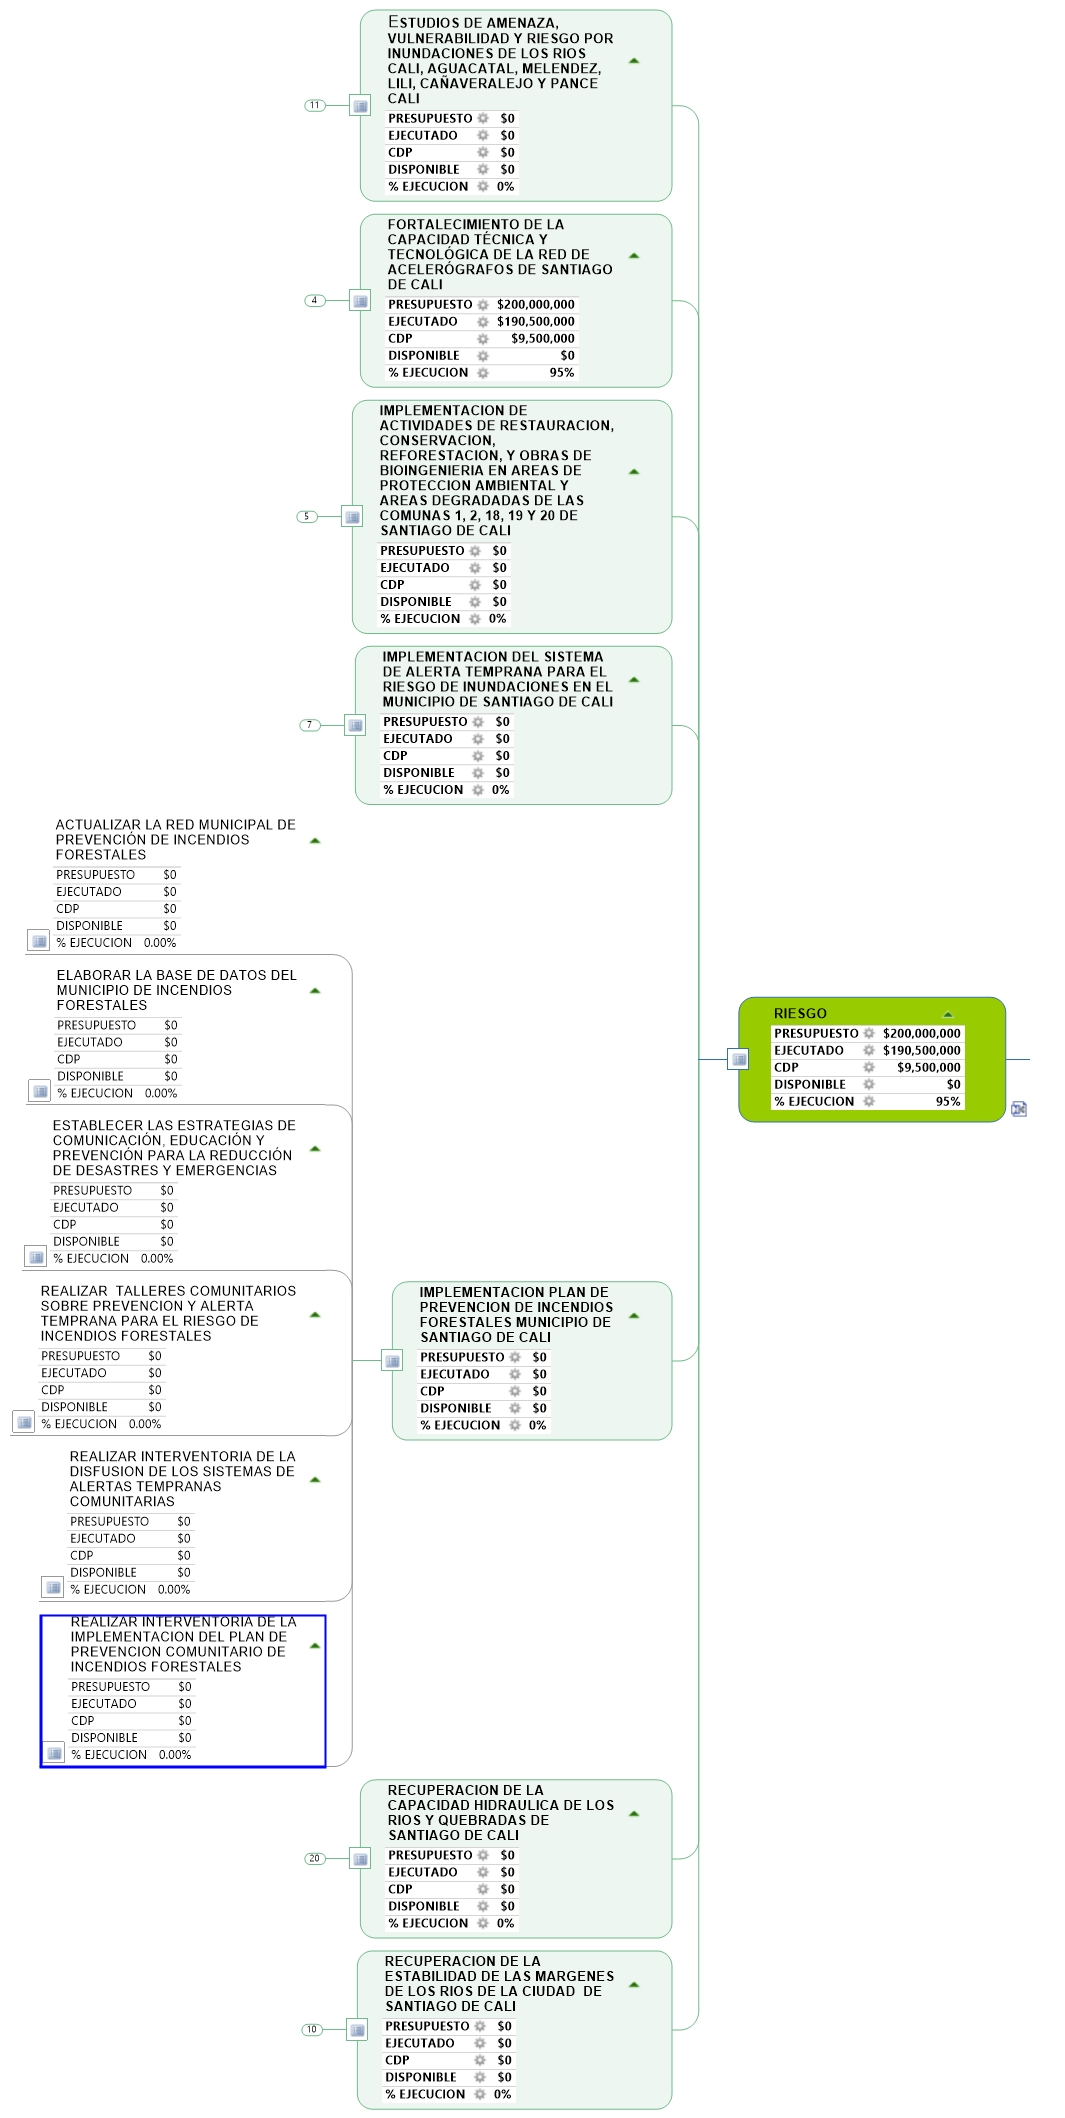 ESTUDIOS DE AMENAZA,
VULNERABILIDAD Y RIESGO POR
INUNDACIONES DE LOS RIOS
CALI, AGUACATAL, MELENDEZ,
LILI, CAÑAVERALEJO Y PANCE
CALI
11
PRESUPUESTO $0
EJECUTADO $0
CDP $0
DISPONIBLE $0
% EJECUCION 0%
FORTALECIMIENTO DE LA
CAPACIDAD TÉCNICA Y
TECNOLÓGICA DE LA RED DE
ACELERÓGRAFOS DE SANTIAGO
DE CALI
4
PRESUPUESTO $200,000,000
EJECUTADO $190,500,000
CDP $9,500,000
DISPONIBLE $0
% EJECUCION 95%
IMPLEMENTACION DE
ACTIVIDADES DE RESTAURACION,
CONSERVACION,
REFORESTACION, Y OBRAS DE
BIOINGENIERIA EN AREAS DE
PROTECCION AMBIENTAL Y
AREAS DEGRADADAS DE LAS
COMUNAS 1, 2, 18, 19 Y 20 DE
SANTIAGO DE CALI
5
PRESUPUESTO $0
EJECUTADO $0
CDP $0
DISPONIBLE $0
% EJECUCION 0%
IMPLEMENTACION DEL SISTEMA
DE ALERTA TEMPRANA PARA EL
RIESGO DE INUNDACIONES EN EL
MUNICIPIO DE SANTIAGO DE CALI
7
PRESUPUESTO $0
EJECUTADO $0
CDP $0
DISPONIBLE $0
% EJECUCION 0%
ACTUALIZAR LA RED MUNICIPAL DE
PREVENCIÓN DE INCENDIOS
FORESTALES
PRESUPUESTO $0
EJECUTADO $0
CDP $0
DISPONIBLE $0
% EJECUCION 0.00%
ELABORAR LA BASE DE DATOS DEL
MUNICIPIO DE INCENDIOS
FORESTALES
PRESUPUESTO $0
EJECUTADO $0
CDP $0
DISPONIBLE $0
% EJECUCION 0.00%
RIESGO
PRESUPUESTO $200,000,000
EJECUTADO $190,500,000
CDP $9,500,000
DISPONIBLE $0
% EJECUCION 95%
ESTABLECER LAS ESTRATEGIAS DE
COMUNICACIÓN, EDUCACIÓN Y
PREVENCIÓN PARA LA REDUCCIÓN
DE DESASTRES Y EMERGENCIAS
PRESUPUESTO $0
EJECUTADO $0
CDP $0
DISPONIBLE $0
% EJECUCION 0.00%
REALIZAR  TALLERES COMUNITARIOS
SOBRE PREVENCION Y ALERTA
TEMPRANA PARA EL RIESGO DE
INCENDIOS FORESTALES
PRESUPUESTO $0
EJECUTADO $0
CDP $0
DISPONIBLE $0
% EJECUCION 0.00%
IMPLEMENTACION PLAN DE
PREVENCION DE INCENDIOS
FORESTALES MUNICIPIO DE
SANTIAGO DE CALI
PRESUPUESTO $0
EJECUTADO $0
CDP $0
DISPONIBLE $0
% EJECUCION 0%
REALIZAR INTERVENTORIA DE LA
DISFUSION DE LOS SISTEMAS DE
ALERTAS TEMPRANAS
COMUNITARIAS
PRESUPUESTO $0
EJECUTADO $0
CDP $0
DISPONIBLE $0
% EJECUCION 0.00%
REALIZAR INTERVENTORIA DE LA
IMPLEMENTACION DEL PLAN DE
PREVENCION COMUNITARIO DE
INCENDIOS FORESTALES
PRESUPUESTO $0
EJECUTADO $0
CDP $0
DISPONIBLE $0
% EJECUCION 0.00%
RECUPERACION DE LA
CAPACIDAD HIDRAULICA DE LOS
RIOS Y QUEBRADAS DE
SANTIAGO DE CALI
20
PRESUPUESTO $0
EJECUTADO $0
CDP $0
DISPONIBLE $0
% EJECUCION 0%
RECUPERACION DE LA
ESTABILIDAD DE LAS MARGENES
DE LOS RIOS DE LA CIUDAD  DE
SANTIAGO DE CALI
10
PRESUPUESTO $0
EJECUTADO $0
CDP $0
DISPONIBLE $0
% EJECUCION 0%